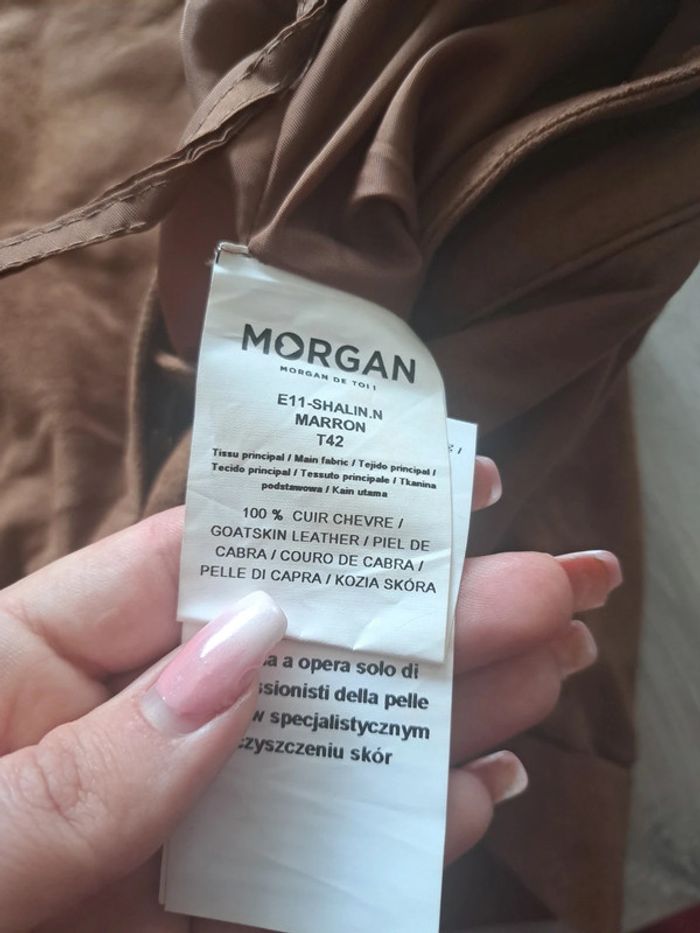 MORGAN
MORGAN DE TOI !
E11-SHALIN.N
MARRON
T42
Tissu principal / Main fabric / Tejido principal /
Tecido principal / Tessuto principale / Tkanina
podstawowa / Kain utama
100 % CUIR CHEVRE /
GOATSKIN LEATHER / PIEL DE
CABRA / COURO DE CABRA /
PELLE DI CAPRA / KOZIA SKÓRA
a opera solo di
della pelle
w specjalistycznym
skór